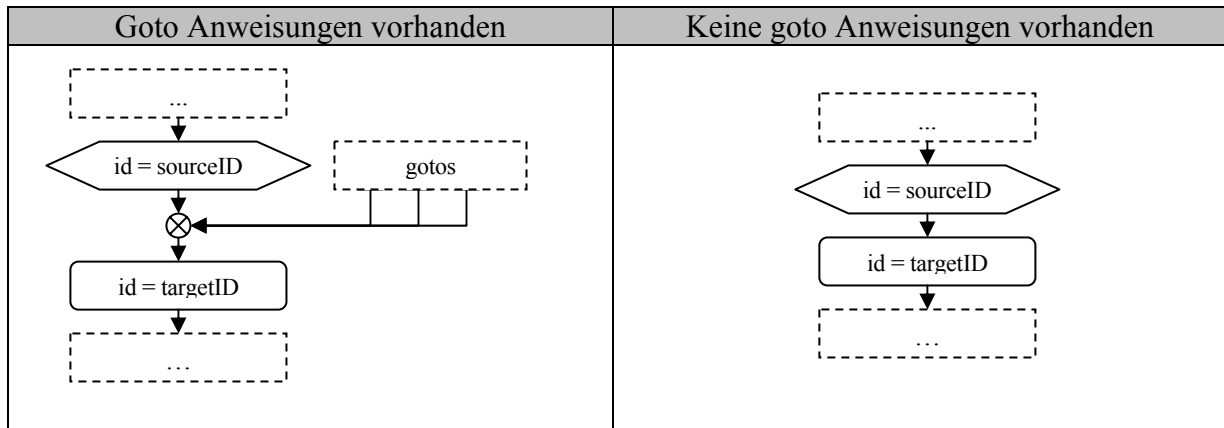 Goto Anweisungen vorhanden
Keine goto Anweisungen vorhanden
...
id = sourceID
gotos
id = targetID
...
...
id = sourceID
id = targetID
...